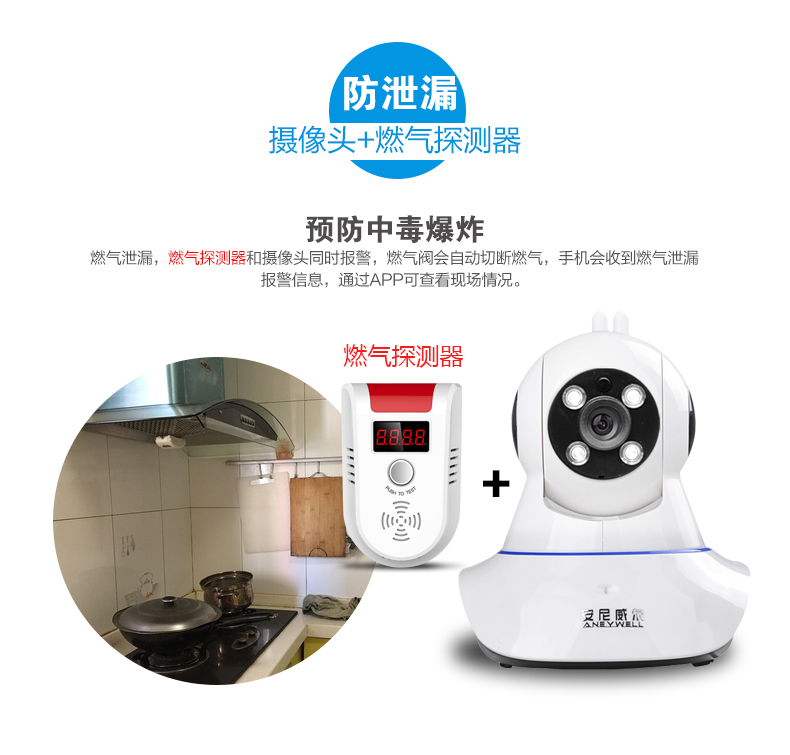 防泄漏
摄像头+燃气探测器
预防中毒爆炸
燃气泄漏，燃气探测器和摄像头同时报警，燃气阀会自动切断燃气，手机会收到燃气泄漏
报警信息，通过APP可查看现场情况。
燃气探测器
8.8.8.8.
PUSH TO TEST
+
安尼威尔
ANEYWELL